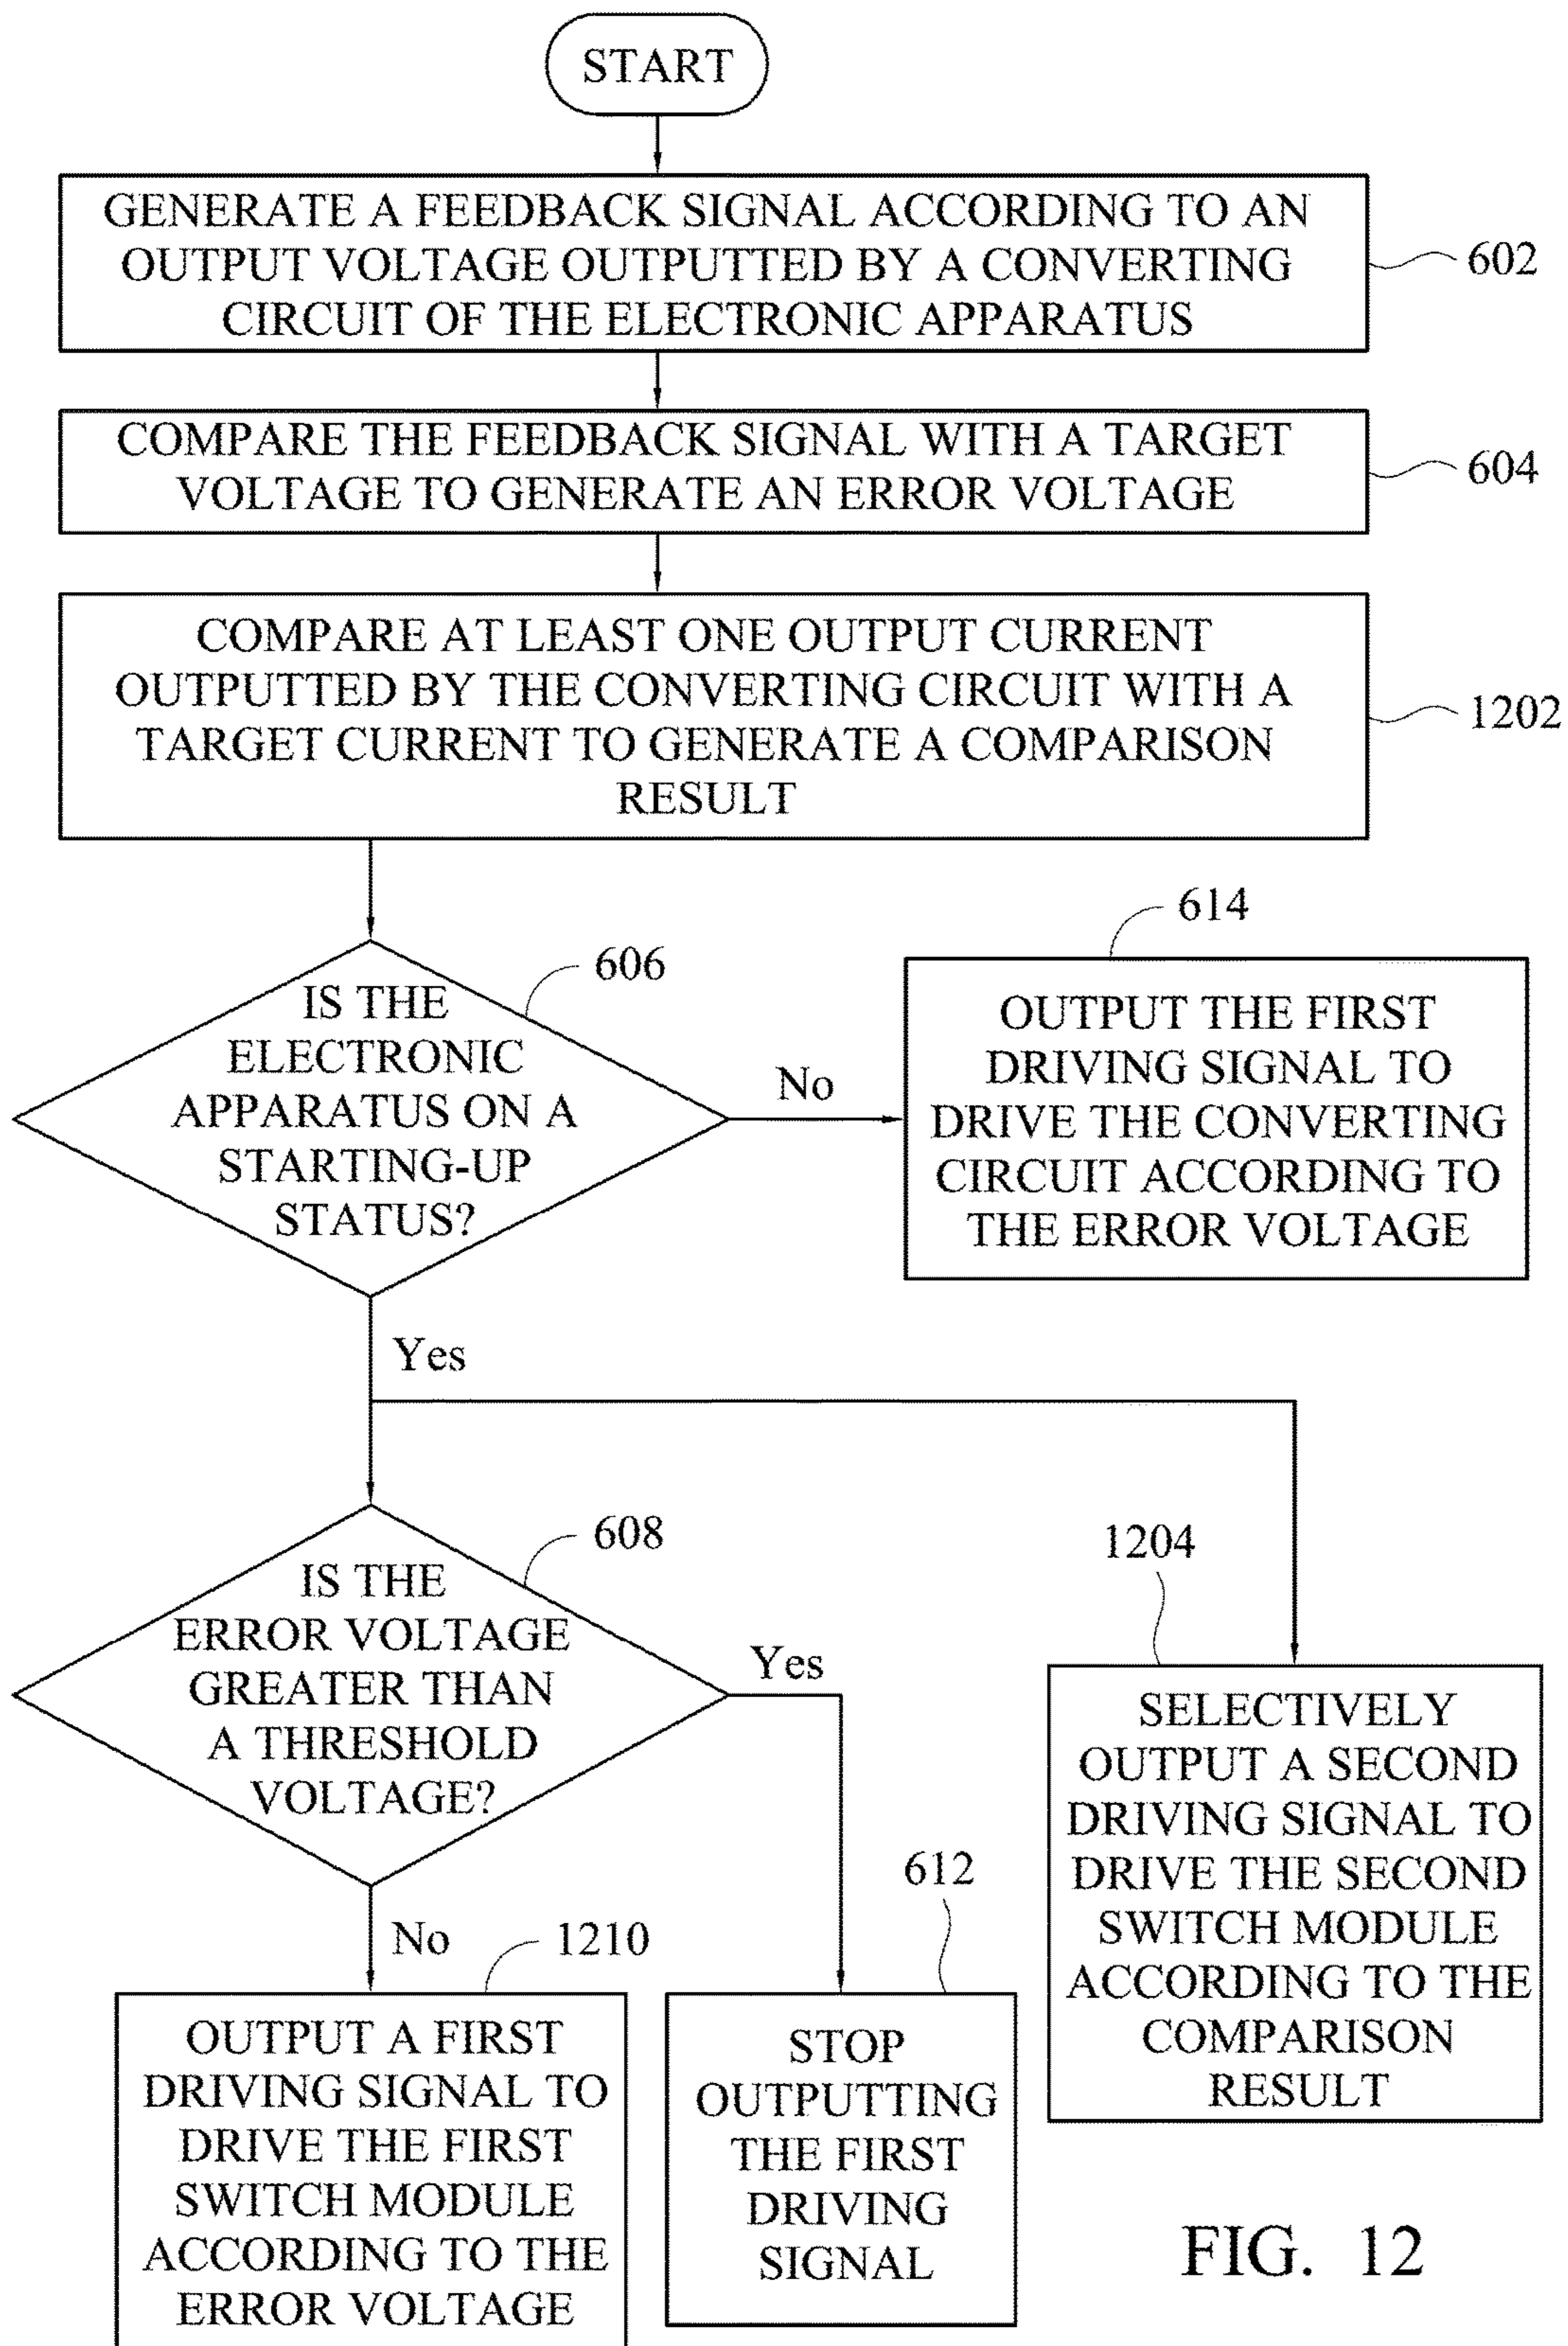 START
GENERATE A FEEDBACK SIGNAL ACCORDING TO AN
OUTPUT VOLTAGE OUTPUTTED BY A CONVERTING
CIRCUIT OF THE ELECTRONIC APPARATUS
602
COMPARE THE FEEDBACK SIGNAL WITH A TARGET
VOLTAGE TO GENERATE AN ERROR VOLTAGE
604
COMPARE AT LEAST ONE OUTPUT CURRENT
OUTPUTTED BY THE CONVERTING CIRCUIT WITH A
TARGET CURRENT TO GENERATE A COMPARISON
RESULT
1202
606
IS THE
ELECTRONIC
APPARATUS ON A
STARTING-UP
STATUS?
No
614
OUTPUT THE FIRST
DRIVING SIGNAL TO
DRIVE THE CONVERTING
CIRCUIT ACCORDING TO
THE ERROR VOLTAGE
Yes
608
IS THE
ERROR VOLTAGE
GREATER THAN
A THRESHOLD
VOLTAGE?
Yes
1204
SELECTIVELY
OUTPUT A SECOND
DRIVING SIGNAL TO
DRIVE THE SECOND
SWITCH MODULE
ACCORDING TO THE
COMPARISON
RESULT
No
1210
OUTPUT A FIRST
DRIVING SIGNAL TO
DRIVE THE FIRST
SWITCH MODULE
ACCORDING TO THE
ERROR VOLTAGE
612
STOP
OUTPUTTING
THE FIRST
DRIVING
SIGNAL
FIG. 12